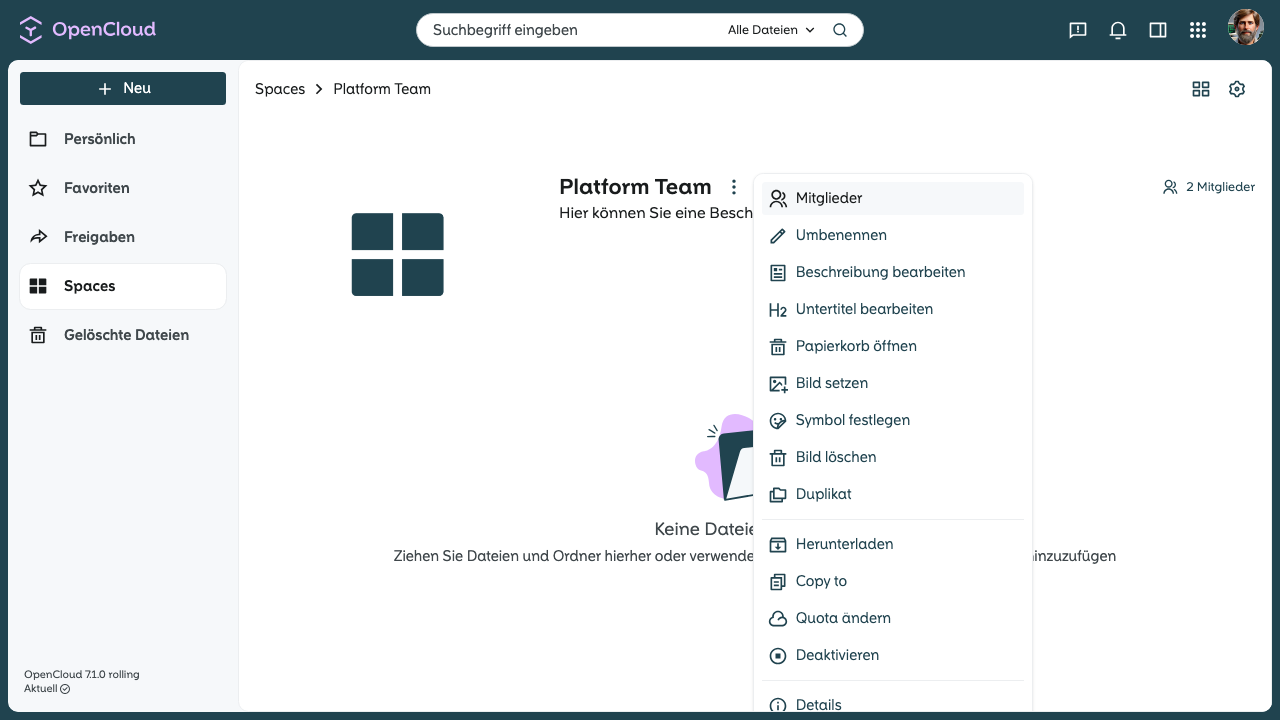 OpenCloud
Suchbegriff eingeben
Alle Dateien
Neu
Persönlich
Favoriten
Freigaben
Spaces
Gelöschte Dateien
OpenCloud 7.1.0 rolling
Aktuell
Spaces
Platform Team
Platform Team
2 Mitglieder
Hier können Sie eine Besch
Keine Dateie
Ziehen Sie Dateien und Ordner hierher oder verwende
hinzuzufügen
Mitglieder
Umbenennen
Beschreibung bearbeiten
H2 Untertitel bearbeiten
Papierkorb öffnen
Bild setzen
Symbol festlegen
Bild löschen
Duplikat
Herunterladen
Copy to
Quota ändern
Deaktivieren
Details